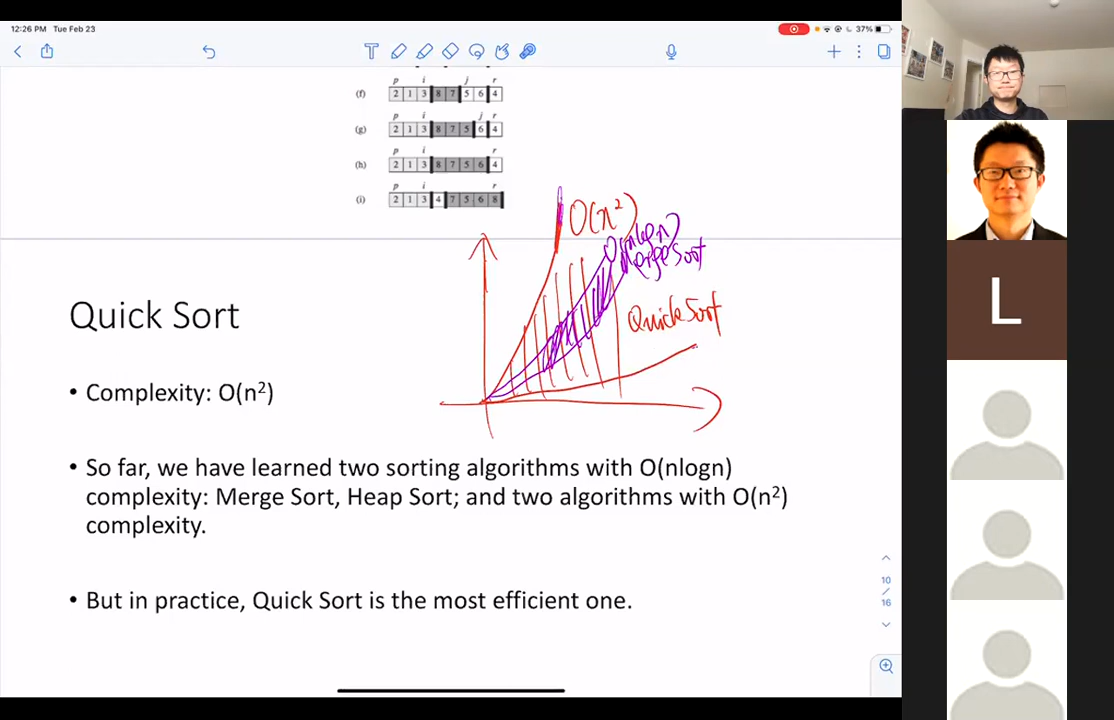 12:26 PM Tue Feb 23
37%
T
p i j r
(f) 2 1 3 8 7 5 6 4
p i j r
(g) 2 1 3 8 7 5 6 4
p i r
(h) 2 1 3 8 7 5 6 4
p i r
(i) 2 1 3 4 7 5 6 8
O(n²)
O(nlogn)
MergeSort
QuickSort
Quick Sort
• Complexity: O(n²)
• So far, we have learned two sorting algorithms with O(nlogn)
complexity: Merge Sort, Heap Sort; and two algorithms with O(n²)
complexity.
• But in practice, Quick Sort is the most efficient one.
10
/
16
L